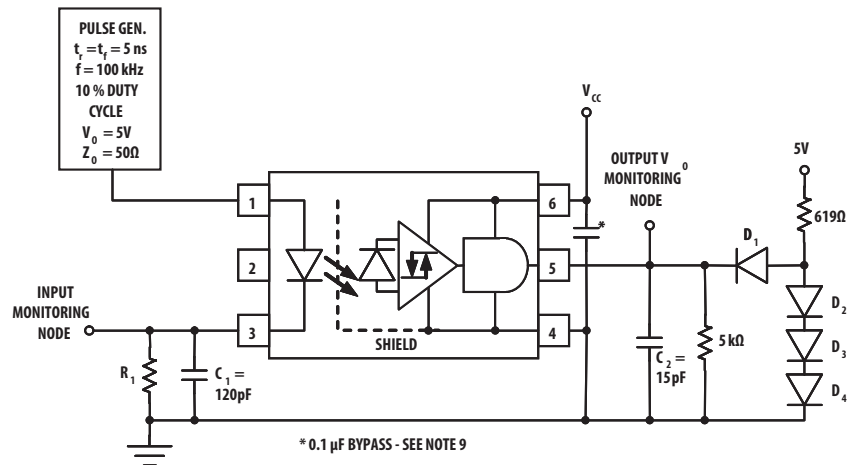 PULSE GEN.
t_r = t_f = 5 ns
f = 100 kHz
10 % DUTY
CYCLE
V_0 = 5V
Z_0 = 50Ω
V_CC
OUTPUT V_0
MONITORING
NODE
5V
619Ω
1
6
*
2
5
D_1
INPUT
MONITORING
NODE
3
4
SHIELD
D_2
D_3
D_4
R_1
C_1 =
120pF
C_2 =
15pF
5 kΩ
* 0.1 µF BYPASS - SEE NOTE 9